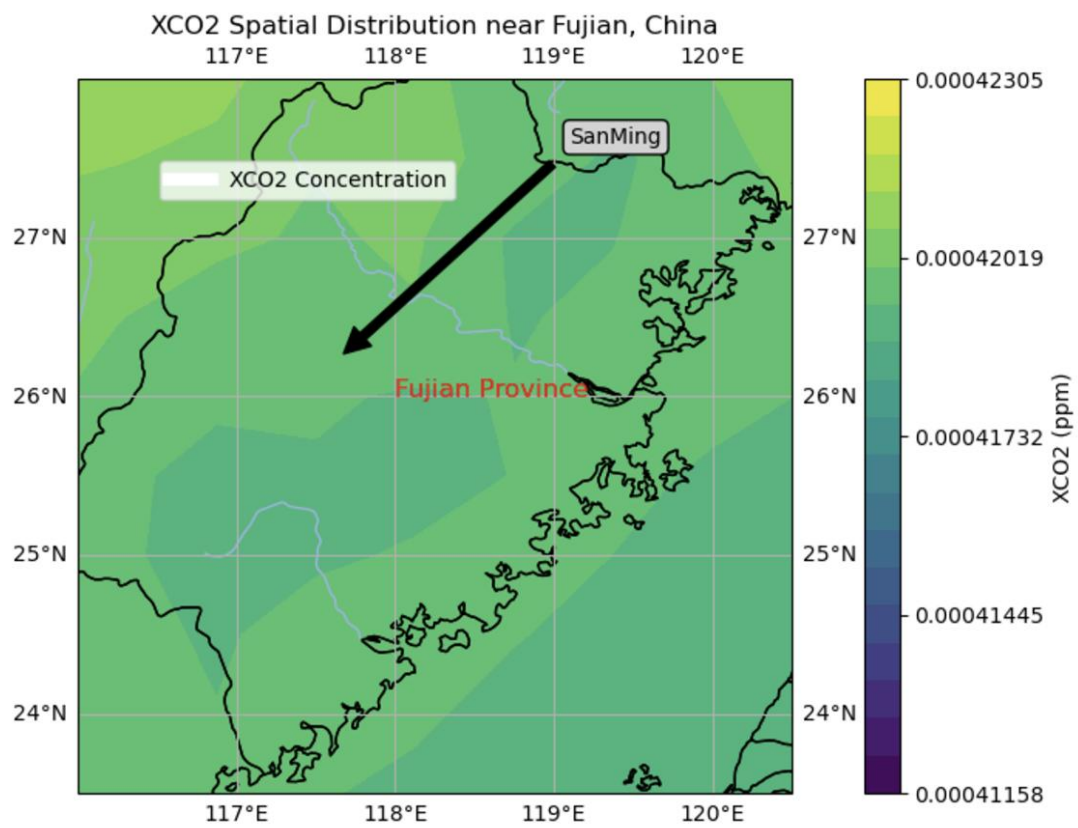 XCO2 Spatial Distribution near Fujian, China
117°E 118°E 119°E 120°E
0.00042305
SanMing
XCO2 Concentration
27°N 27°N
0.00042019
26°N Fujian Province 26°N
0.00041732
XCO2 (ppm)
25°N 25°N
0.00041445
24°N 24°N
0.00041158
117°E 118°E 119°E 120°E